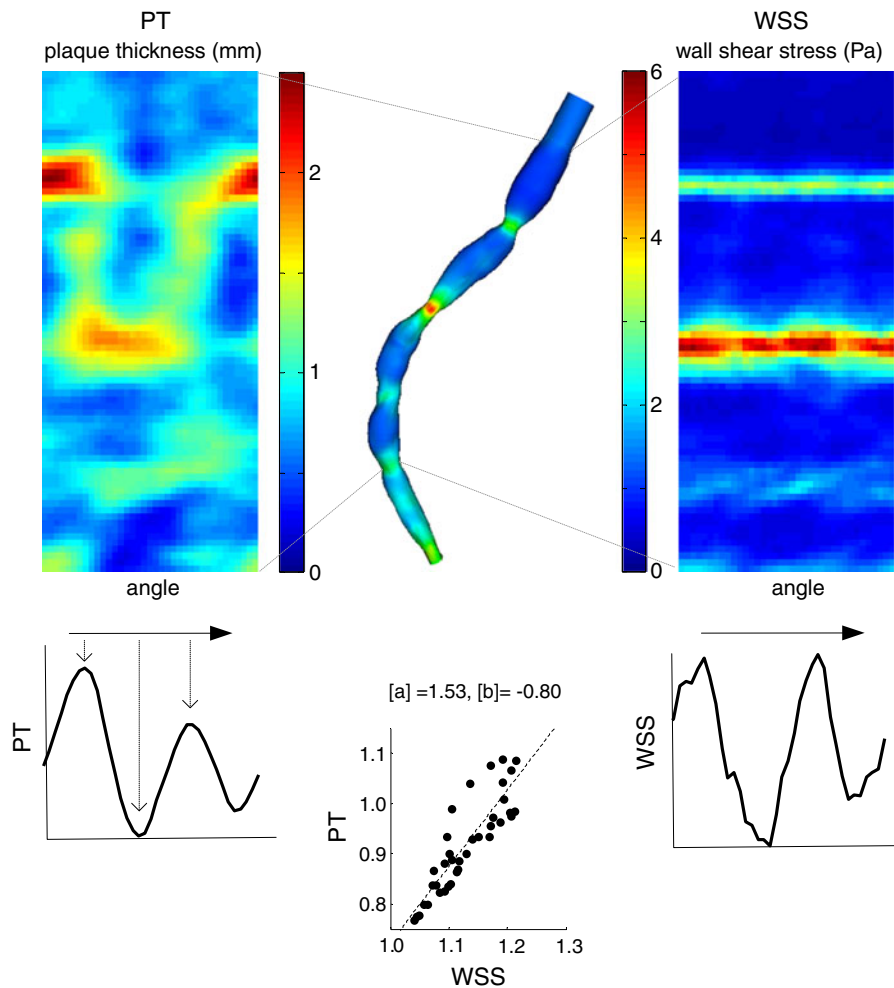 PT
plaque thickness (mm)
WSS
wall shear stress (Pa)
2
1
0
6
4
2
0
angle
angle
PT
[a] =1.53, [b]= -0.80
PT
1.1
1.0
0.9
0.8
1.0
1.1
1.2
1.3
WSS
WSS